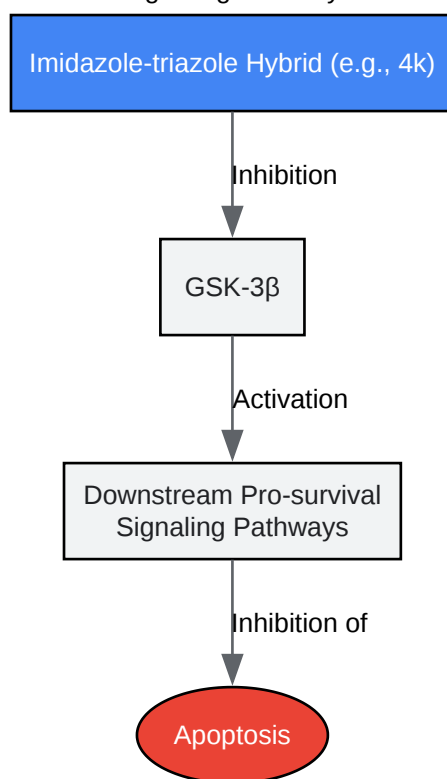 Imidazole-triazole Hybrid (e.g., 4k)
Inhibition
GSK-3β
Activation
Downstream Pro-survival
Signaling Pathways
Inhibition of
Apoptosis